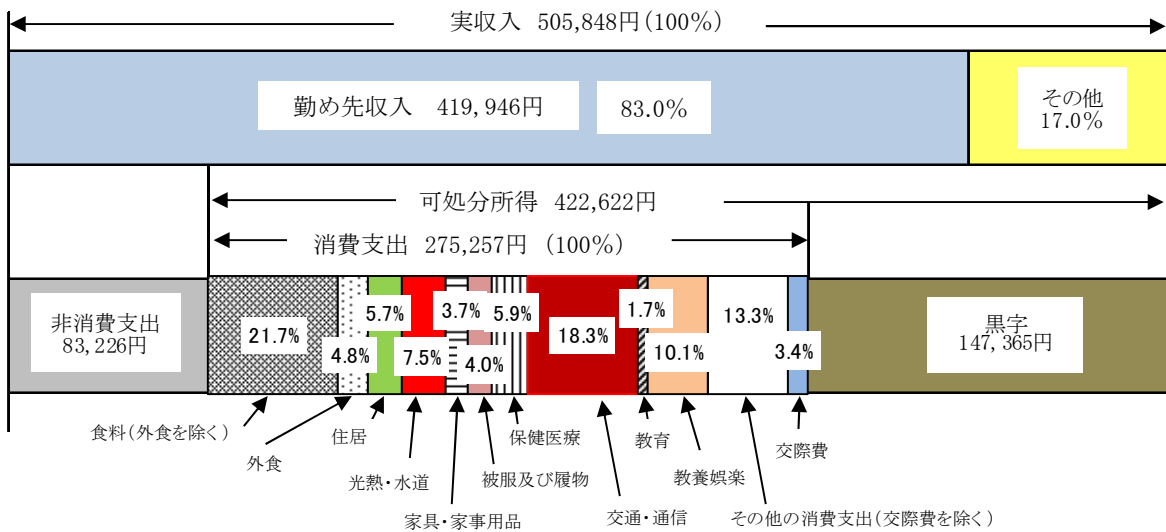 実収入 505,848円(100%)
勤め先収入 419,946円 83.0%
その他
17.0%
可処分所得 422,622円
消費支出 275,257円 (100%)
非消費支出
83,226円
21.7%
4.8%
5.7%
7.5%
3.7%
4.0%
5.9%
18.3%
1.7%
10.1%
13.3%
3.4%
黒字
147,365円
食料(外食を除く)
外食
住居
光熱・水道
家具・家事用品
被服及び履物
保健医療
交通・通信
教育
教養娯楽
その他の消費支出(交際費を除く)
交際費